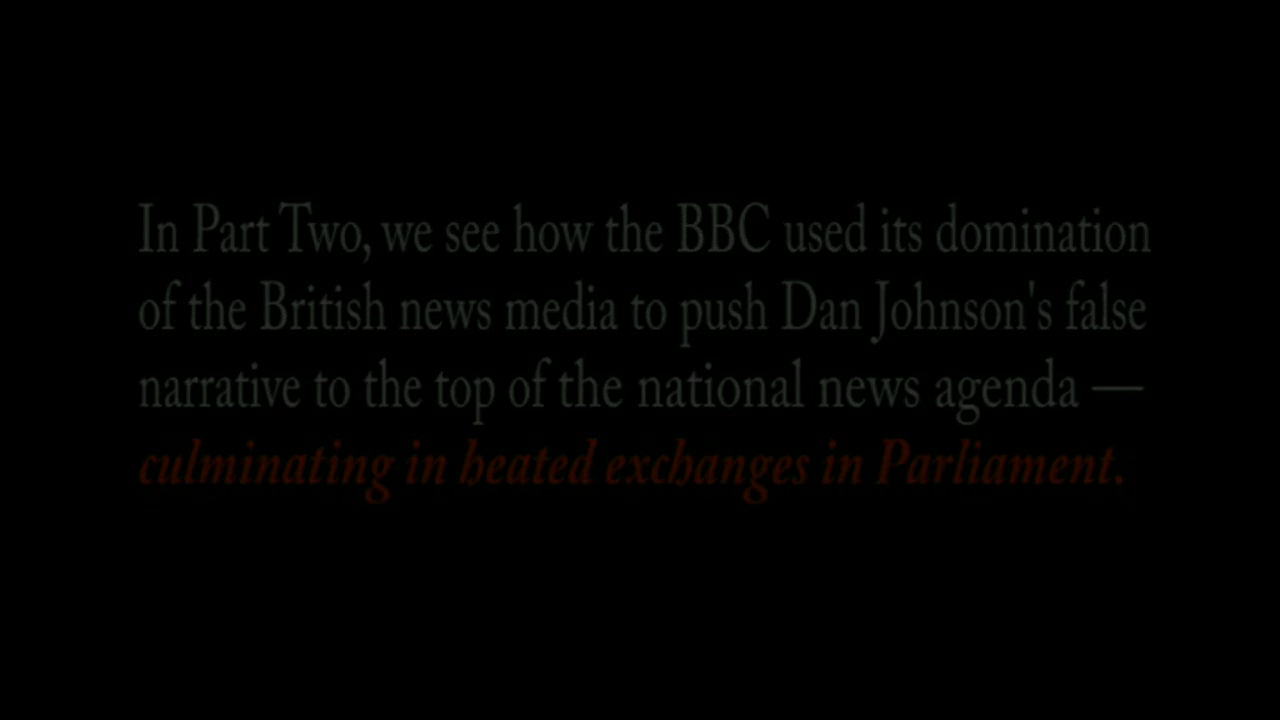 In Part Two, we see how the BBC used its domination
of the British news media to push Dan Johnson's false
narrative to the top of the national news agenda —
culminating in heated exchanges in Parliament.